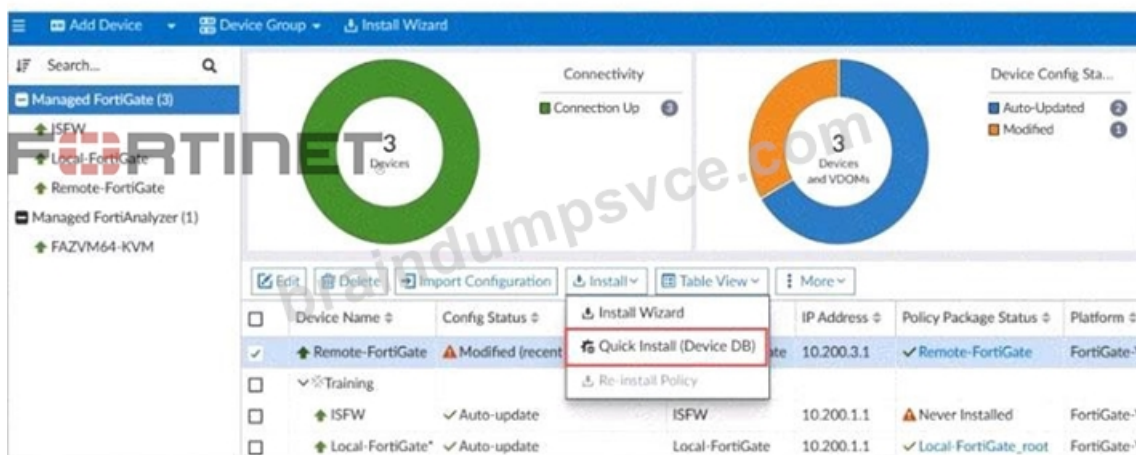 Add Device
Device Group
Install Wizard
Search...
Connectivity
Device Config Sta...
Managed FortiGate (3)
Connection Up 3
Auto-Updated 2
Modified 1
ISFW
FORTINET
Local-FortiGate
3
Devices
3
Devices
and VDOMs
Remote-FortiGate
Managed FortiAnalyzer (1)
FAZVM64-KVM
braindumpsvce.com
Edit Delete Import Configuration Install Table View More
Device Name Config Status IP Address Policy Package Status Platform
Install Wizard
Quick Install (Device DB)
Re-install Policy
Remote-FortiGate Modified (recent ate 10.200.3.1 Remote-FortiGate FortiGate-
Training
ISFW Auto-update ISFW 10.200.1.1 Never Installed FortiGate-
Local-FortiGate* Auto-update Local-FortiGate 10.200.1.1 Local-FortiGate_root FortiGate-